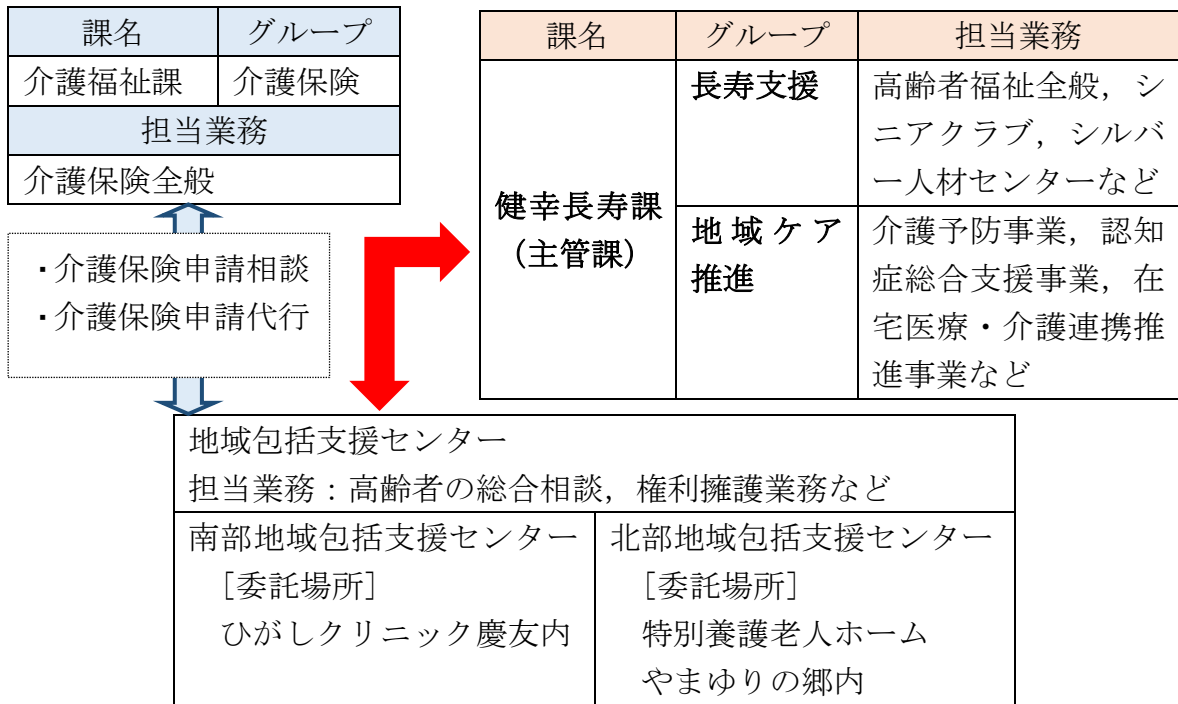 課名 グループ
介護福祉課 介護保険
担当業務
介護保険全般
・介護保険申請相談
・介護保険申請代行
課名 グループ 担当業務
健幸長寿課
（主管課）
長寿支援
高齢者福祉全般，シ
ニアクラブ，シルバ
ー人材センターなど
地域ケア
推進
介護予防事業，認知
症総合支援事業，在
宅医療・介護連携推
進事業など
地域包括支援センター
担当業務：高齢者の総合相談，権利擁護業務など
南部地域包括支援センター
［委託場所］
ひがしクリニック慶友内
北部地域包括支援センター
［委託場所］
特別養護老人ホーム
やまゆりの郷内